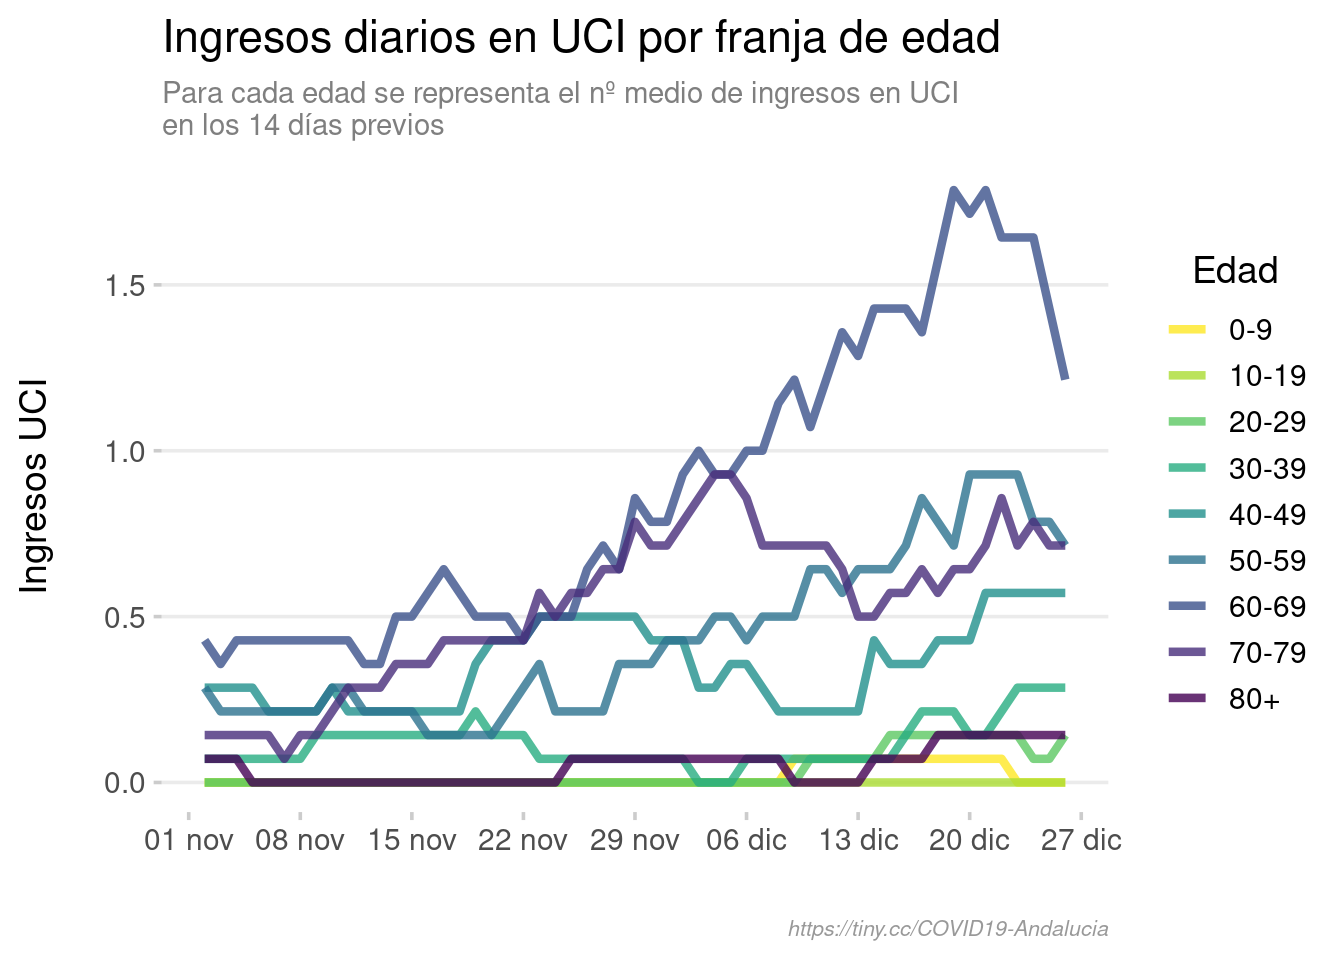 Ingresos diarios en UCI por franja de edad
Para cada edad se representa el nº medio de ingresos en UCI
en los 14 días previos
Ingresos UCI
1.5
1.0
0.5
0.0
01 nov
08 nov
15 nov
22 nov
29 nov
06 dic
13 dic
20 dic
27 dic
Edad
0-9
10-19
20-29
30-39
40-49
50-59
60-69
70-79
80+
https://tiny.cc/COVID19-Andalucia